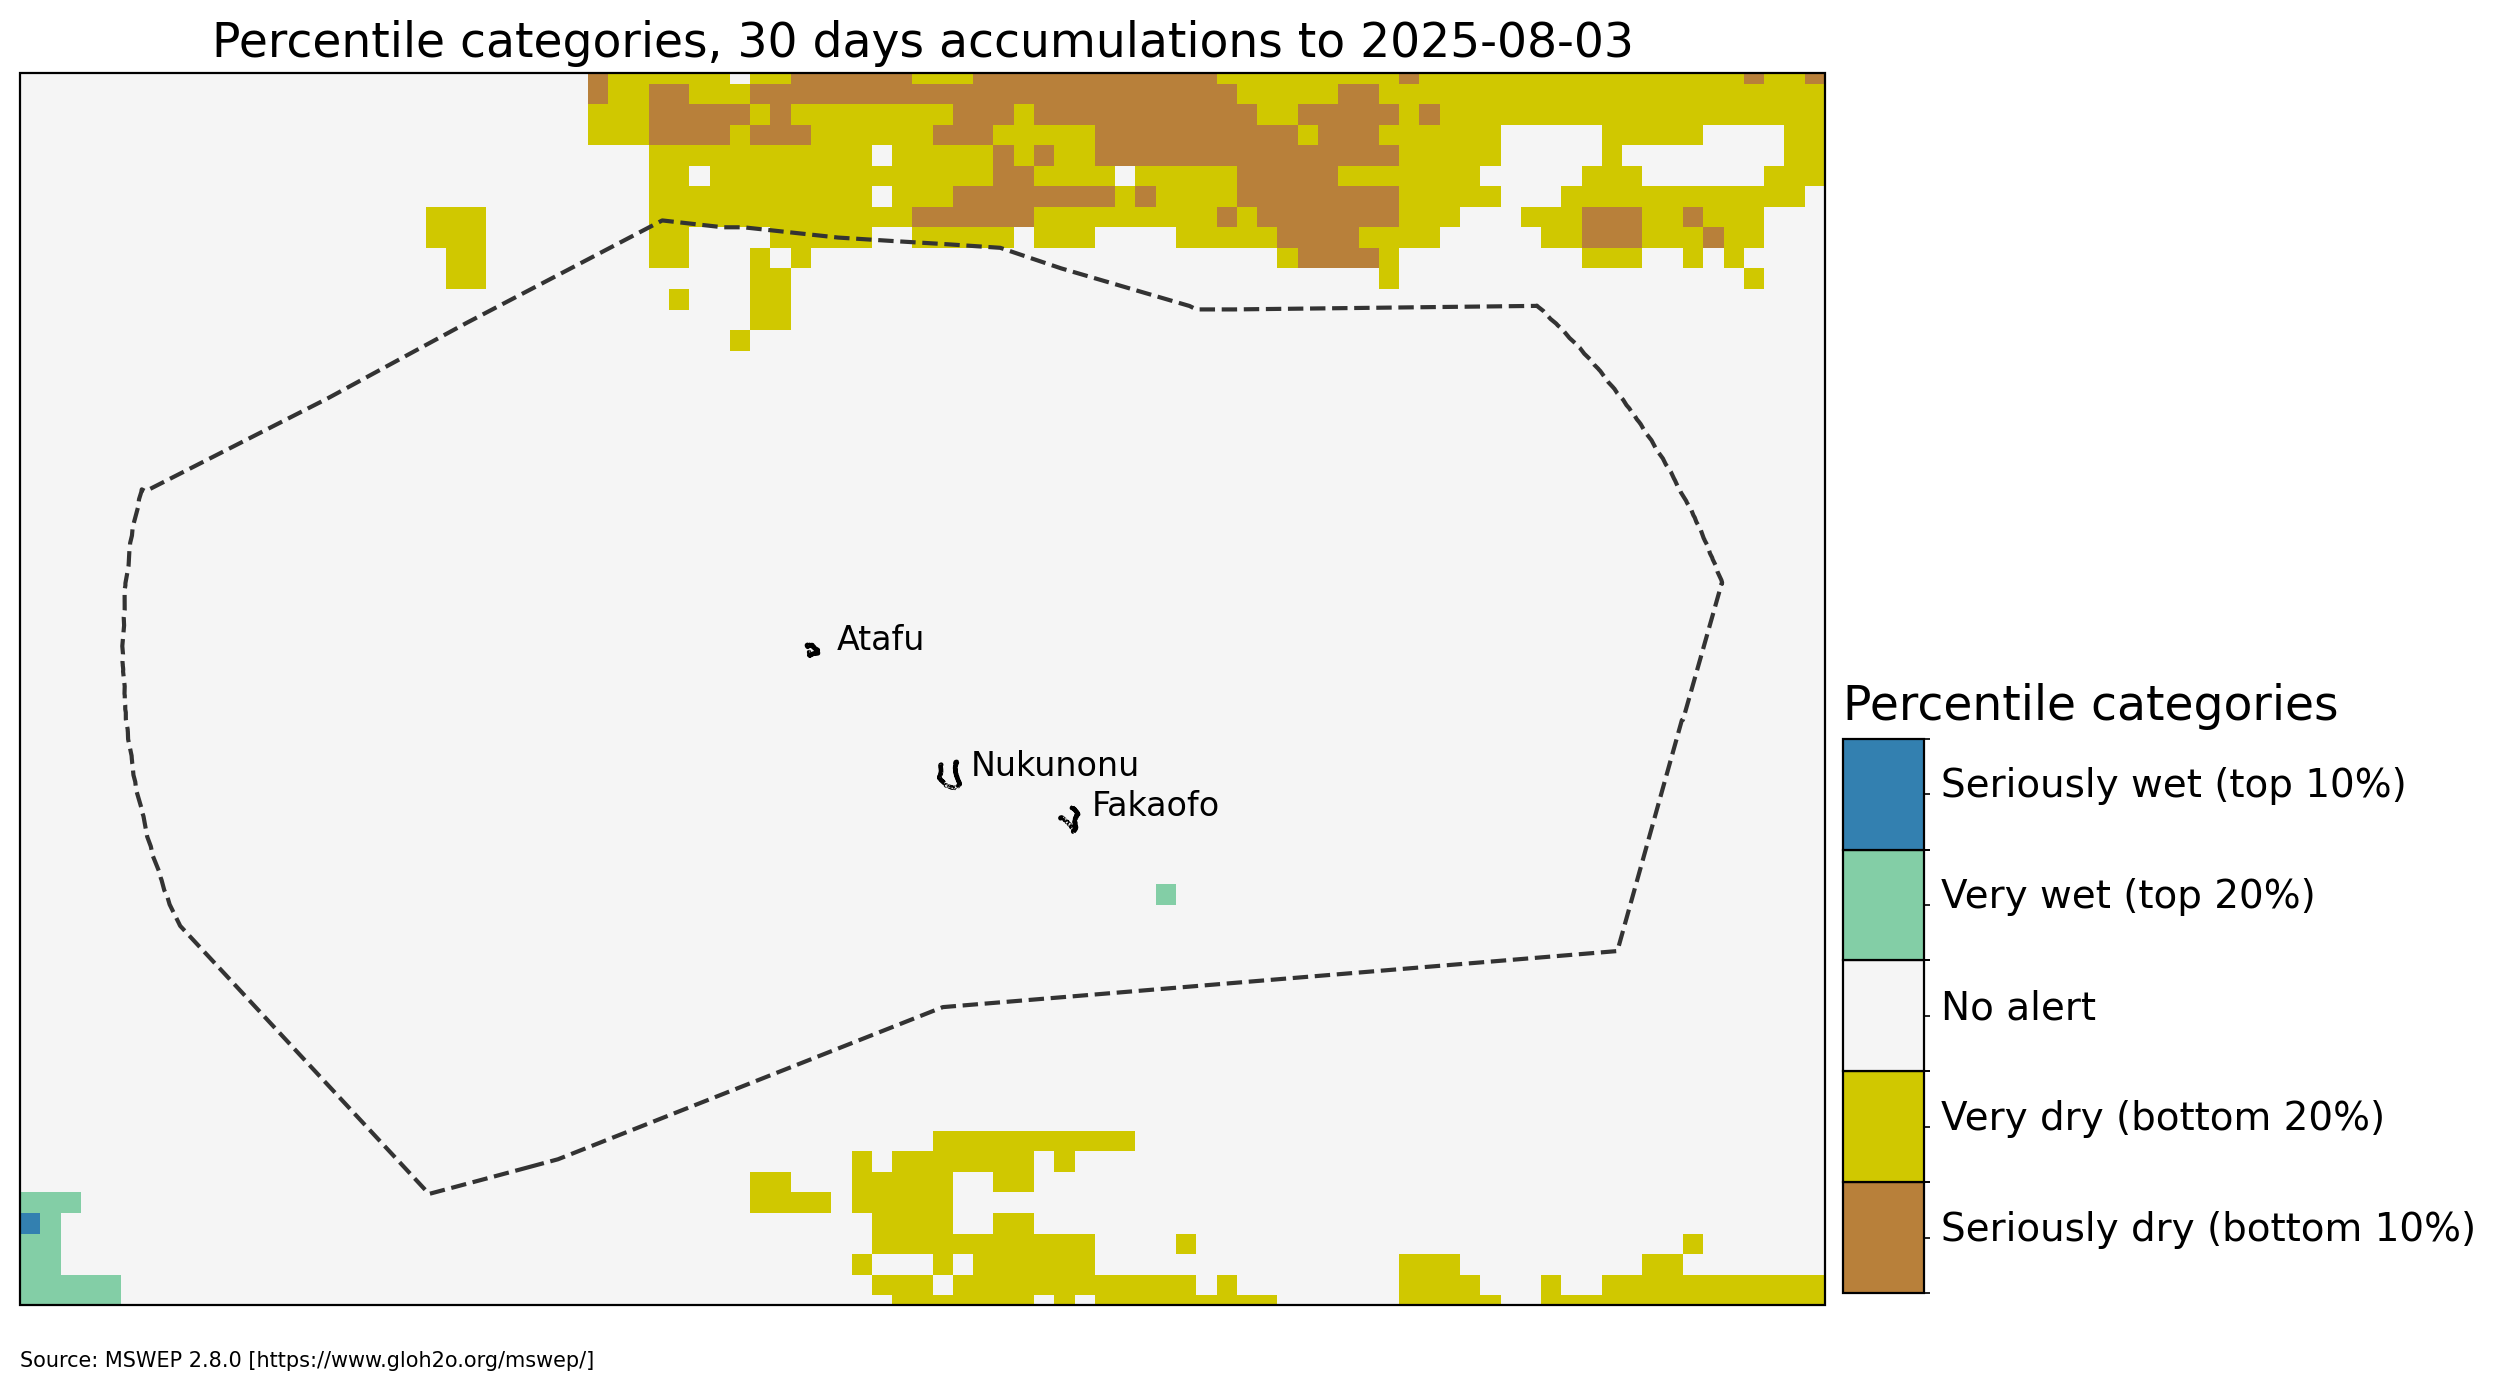 Percentile categories, 30 days accumulations to 2025-08-03
Atafu
Nukunonu
Fakaofo
Percentile categories
Seriously wet (top 10%)
Very wet (top 20%)
No alert
Very dry (bottom 20%)
Seriously dry (bottom 10%)
Source: MSWEP 2.8.0 [https://www.gloh2o.org/mswep/]